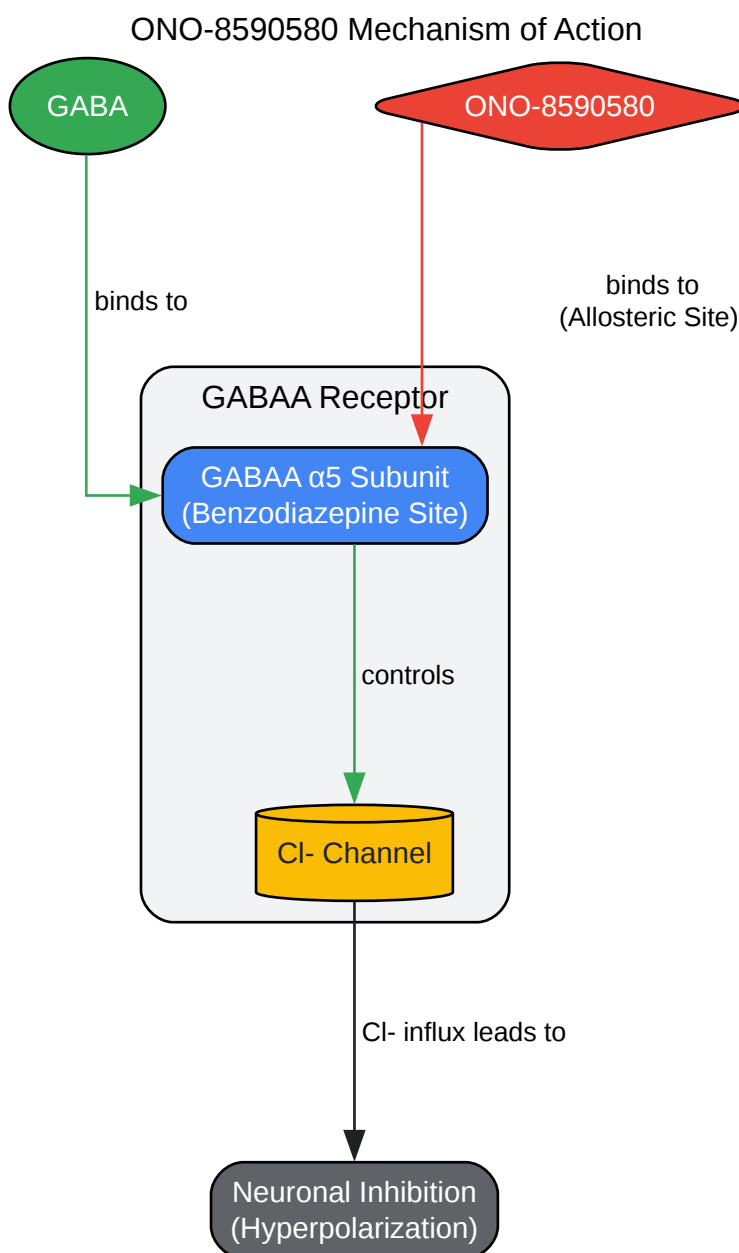 ONO-8590580 Mechanism of Action
GABA
ONO-8590580
binds to
binds to
(Allosteric Site)
GABAA Receptor
GABAA α5 Subunit
(Benzodiazepine Site)
controls
Cl- Channel
Cl- influx leads to
Neuronal Inhibition
(Hyperpolarization)